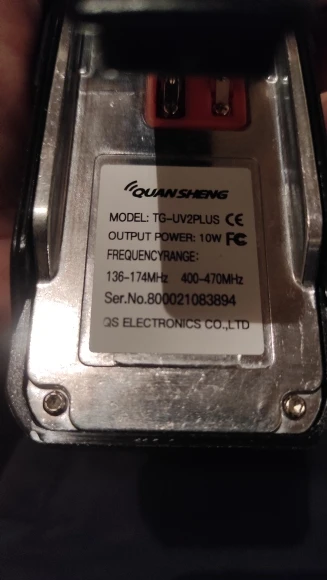 QUANSHENG
MODEL: TG-UV2PLUS CE
OUTPUT POWER: 10W FC
FREQUENCYRANGE:
136-174MHz 400-470MHz
Ser.No.800021083894
QS ELECTRONICS CO.,LTD